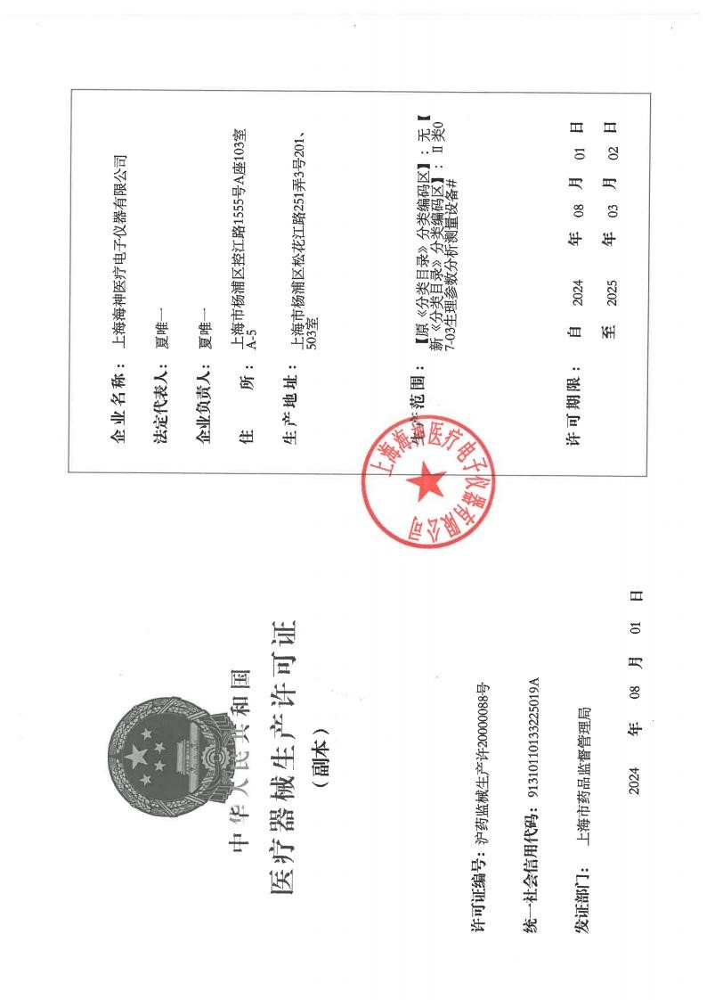 中华人民共和国
医疗器械生产许可证
（副本）
许可证编号：沪药监械生产许20000088号
统一社会信用代码：91310110133225019A
发证部门：上海市药品监督管理局
2024 年 08 月 01 日
企业名称：上海海神医疗电子仪器有限公司
法定代表人：夏唯一
企业负责人：夏唯一
住 所：上海市杨浦区控江路1555号A座103室
A-5
生产地址：上海市杨浦区松花江路251弄3号201、
503室
生产范围：【原《分类目录》分类编码区】：无【
新《分类目录》分类编码区】：Ⅱ类0
7-03生理参数分析测量设备#
许可期限：自 2024 年 08 月 01 日
至 2025 年 03 月 02 日
上海海神医疗电子仪器有限公司